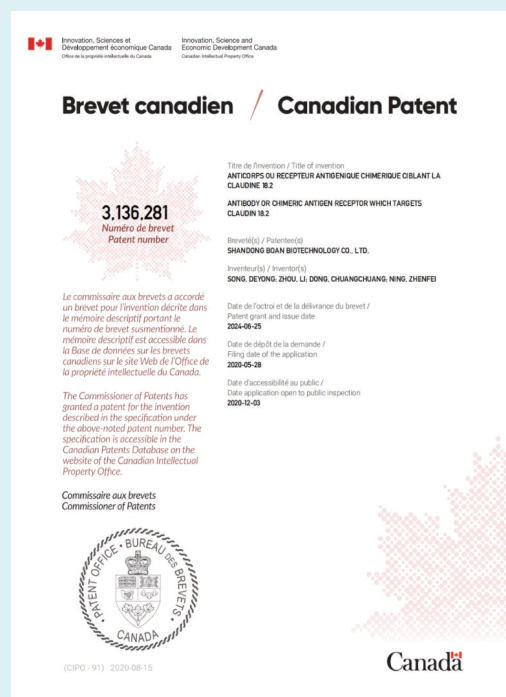 Innovation, Sciences et
Développement économique Canada
Office de la propriété intellectuelle du Canada
Innovation, Science and
Economic Development Canada
Canadian Intellectual Property Office
Brevet canadien / Canadian Patent
3,136,281
Numéro de brevet
Patent number
Le commissaire aux brevets a accordé
un brevet pour l'invention décrite dans
le mémoire descriptif portant le
numéro de brevet susmentionné. Le
mémoire descriptif est accessible dans
la Base de données sur les brevets
canadiens sur le site Web de l'Office de
la propriété intellectuelle du Canada.
The Commissioner of Patents has
granted a patent for the invention
described in the specification under
the above-noted patent number. The
specification is accessible in the
Canadian Patents Database on the
website of the Canadian Intellectual
Property Office.
Commissaire aux brevets
Commissioner of Patents
PATENT OFFICE • BUREAU DES BREVETS •
CANADA
(CIPO - 91) 2020-08-15
Titre de l'invention / Title of invention
ANTICORPS OU RECEPTEUR ANTIGENIQUE CHIMERIQUE CIBLANT LA
CLAUDINE 18.2
ANTIBODY OR CHIMERIC ANTIGEN RECEPTOR WHICH TARGETS
CLAUDIN 18.2
Breveté(s) / Patentee(s)
SHANDONG BOAN BIOTECHNOLOGY CO., LTD.
Inventeur(s) / Inventor(s)
SONG, DEYONG; ZHOU, LI; DONG, CHUANGCHUANG; NING, ZHENFEI
Date de l'octroi et de la délivrance du brevet /
Patent grant and issue date
2024-06-25
Date de dépôt de la demande /
Filing date of the application
2020-05-28
Date d'accessibilité au public /
Date application open to public inspection
2020-12-03
Canada